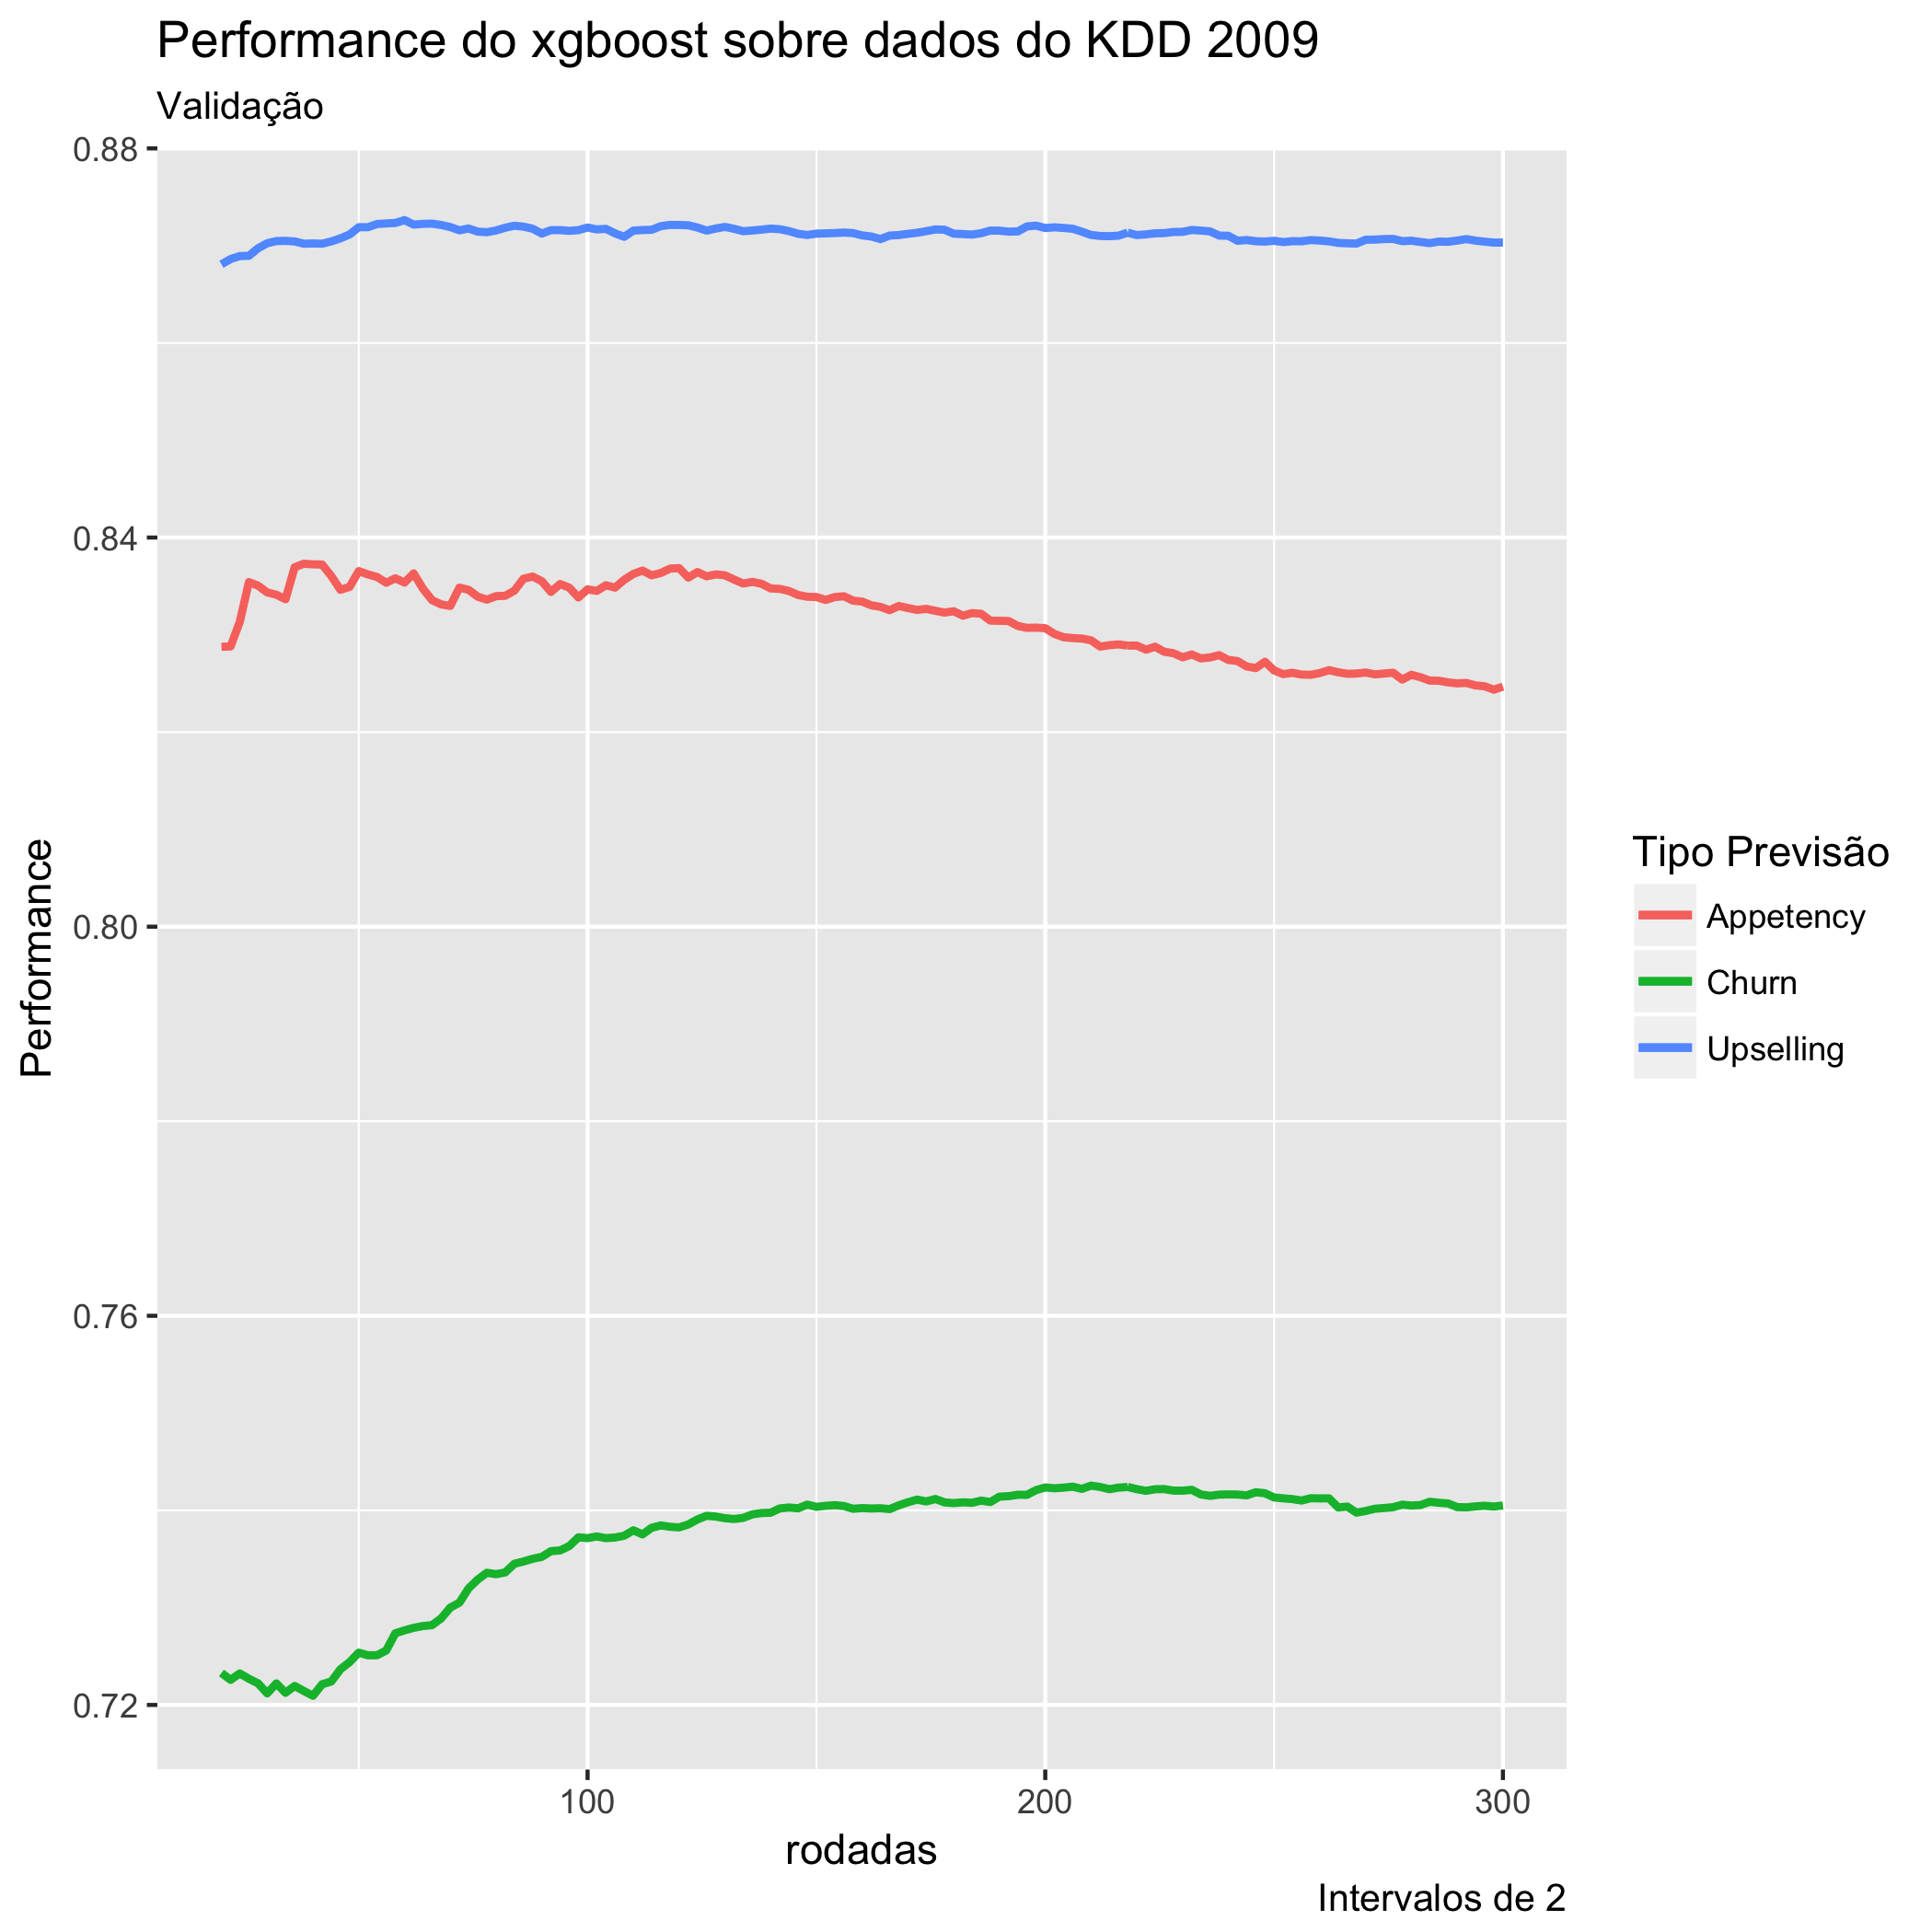 Performance do xgboost sobre dados do KDD 2009
Validação
0.88
0.84
0.80
0.76
0.72
Performance
100 200 300
rodadas
Intervalos de 2
Tipo Previsão
Appetency
Churn
Upselling